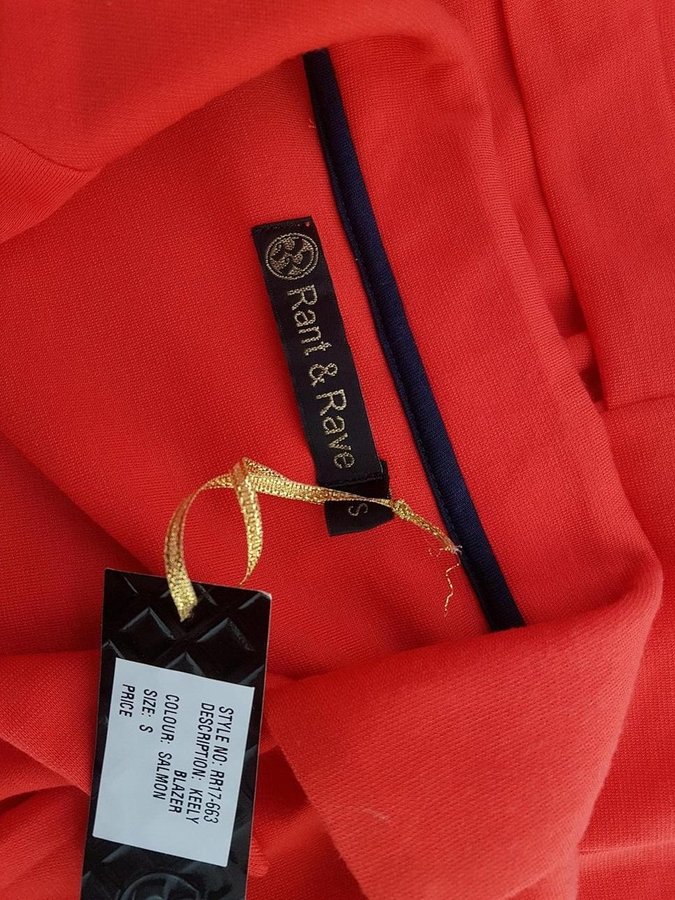 Rant & Rave
S
STYLE NO: RR17-663
DESCRIPTION: KEELY
BLAZER
COLOUR: SALMON
SIZE: S
PRICE